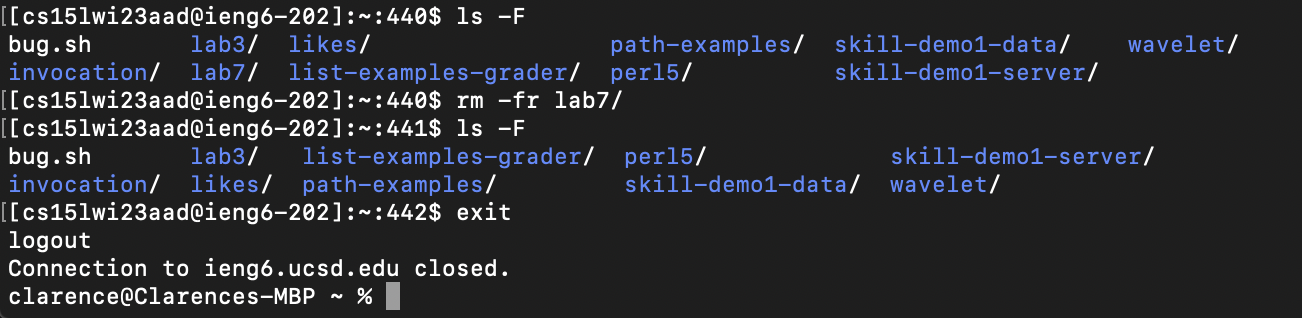 [[cs15lwi23aad@ieng6-202]:~:440$ ls -F
bug.sh lab3/ likes/ path-examples/ skill-demo1-data/ wavelet/
invocation/ lab7/ list-examples-grader/ perl5/ skill-demo1-server/
[[cs15lwi23aad@ieng6-202]:~:440$ rm -fr lab7/
[[cs15lwi23aad@ieng6-202]:~:441$ ls -F
bug.sh lab3/ list-examples-grader/ perl5/ skill-demo1-server/
invocation/ likes/ path-examples/ skill-demo1-data/ wavelet/
[[cs15lwi23aad@ieng6-202]:~:442$ exit
logout
Connection to ieng6.ucsd.edu closed.
clarence@Clarences-MBP ~ %